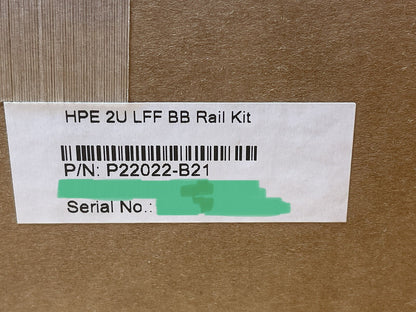 HPE 2U LFF BB Rail Kit
P/N: P22022-B21
Serial No.: